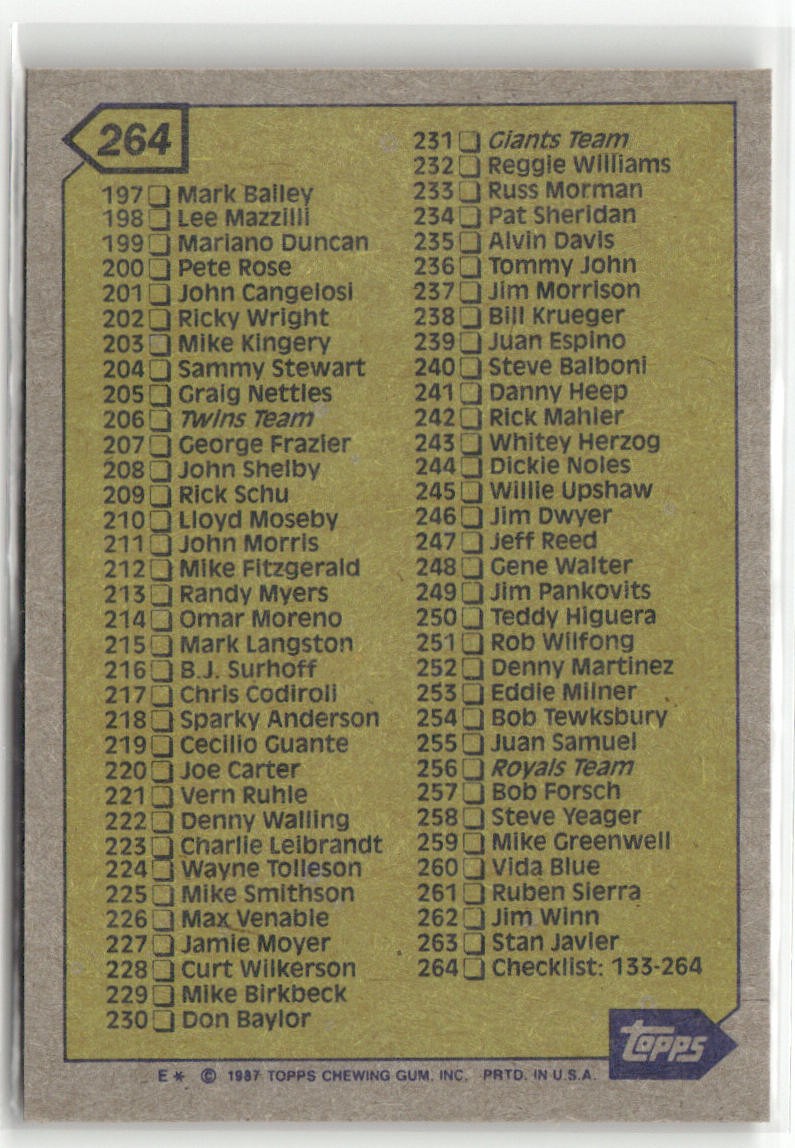 264
197 Mark Bailey
198 Lee Mazzilli
199 Mariano Duncan
200 Pete Rose
201 John Cangelosi
202 Ricky Wright
203 Mike Kingery
204 Sammy Stewart
205 Graig Nettles
206 Twins Team
207 George Frazier
208 John Shelby
209 Rick Schu
210 Lloyd Moseby
211 John Morris
212 Mike Fitzgerald
213 Randy Myers
214 Omar Moreno
215 Mark Langston
216 B.J. Surhoff
217 Chris Codiroli
218 Sparky Anderson
219 Cecilio Guante
220 Joe Carter
221 Vern Ruhle
222 Denny Walling
223 Charlie Leibrandt
224 Wayne Tolleson
225 Mike Smithson
226 Max Venable
227 Jamie Moyer
228 Curt Wilkerson
229 Mike Birkbeck
230 Don Baylor
231 Giants Team
232 Reggie Williams
233 Russ Morman
234 Pat Sheridan
235 Alvin Davis
236 Tommy John
237 Jim Morrison
238 Bill Krueger
239 Juan Espino
240 Steve Balboni
241 Danny Heep
242 Rick Mahler
243 Whitey Herzog
244 Dickie Noles
245 Willie Upshaw
246 Jim Dwyer
247 Jeff Reed
248 Gene Walter
249 Jim Pankovits
250 Teddy Higuera
251 Rob Wilfong
252 Denny Martinez
253 Eddie Milner
254 Bob Tewksbury
255 Juan Samuel
256 Royals Team
257 Bob Forsch
258 Steve Yeager
259 Mike Greenwell
260 Vida Blue
261 Ruben Sierra
262 Jim Winn
263 Stan Javier
264 Checklist: 133-264
Topps
E* © 1987 TOPPS CHEWING GUM, INC. PRTD. IN U.S.A.